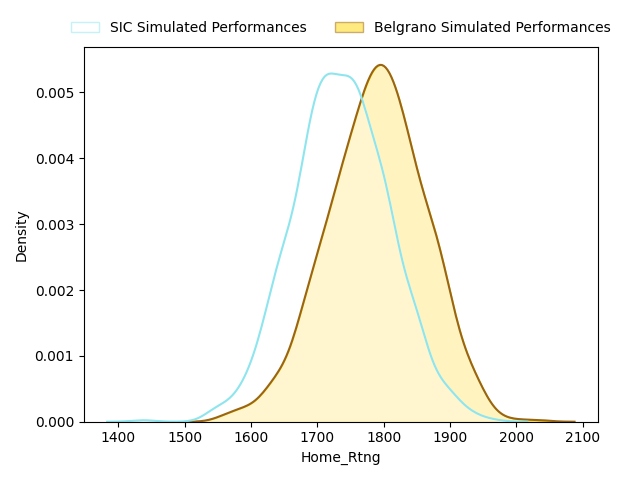 SIC Simulated Performances
Belgrano Simulated Performances
Density
0.005
0.004
0.003
0.002
0.001
0.000
1400 1500 1600 1700 1800 1900 2000 2100
Home_Rtng